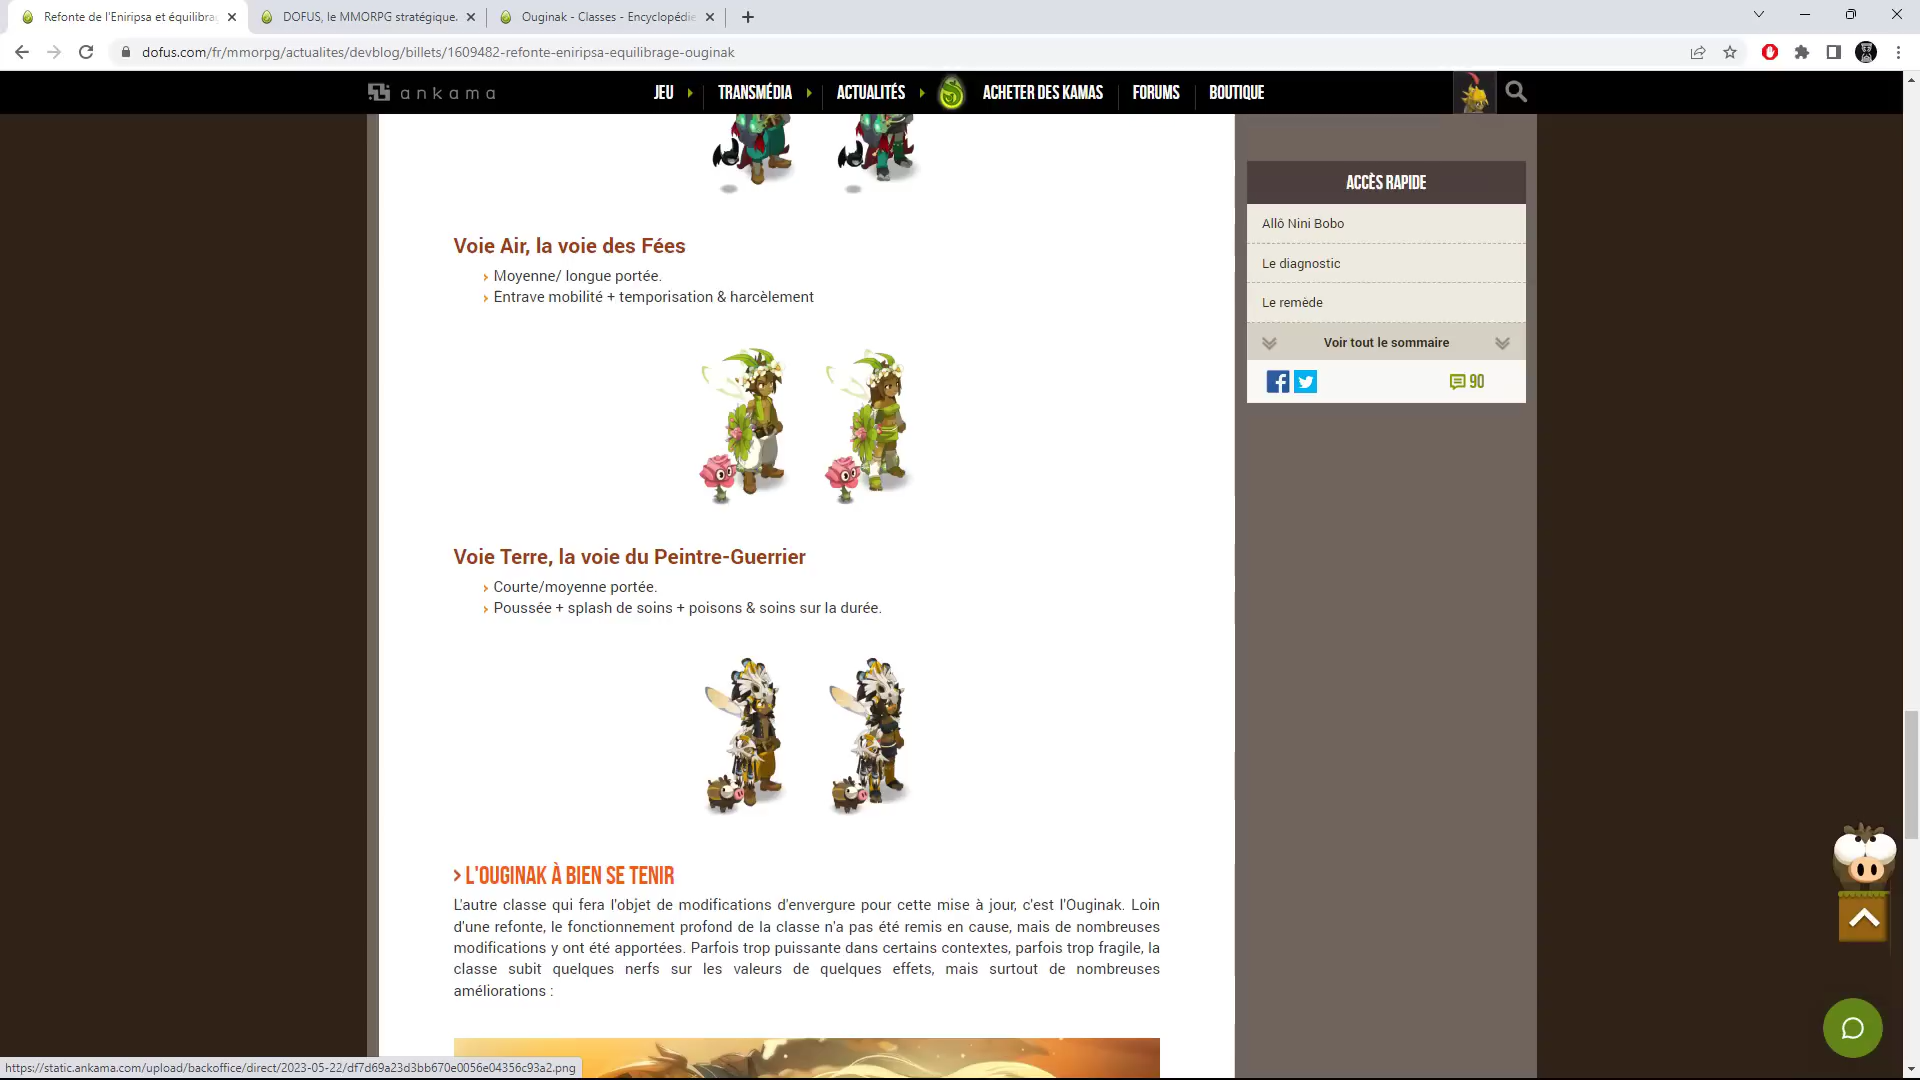 Refonte de l'Eniripsa et équilibra
DOFUS, le MMORPG stratégique.
Ouginak - Classes - Encyclopédie
dofus.com/fr/mmorpg/actualites/devblog/billets/1609482-refonte-eniripsa-equilibrage-ouginak
ankama
JEU
TRANSMÉDIA
ACTUALITÉS
ACHETER DES KAMAS
FORUMS
BOUTIQUE
Voie Air, la voie des Fées
Moyenne/ longue portée.
Entrave mobilité + temporisation & harcèlement
Voie Terre, la voie du Peintre-Guerrier
Courte/moyenne portée.
Poussée + splash de soins + poisons & soins sur la durée.
> L'OUGINAK À BIEN SE TENIR
L'autre classe qui fera l'objet de modifications d'envergure pour cette mise à jour, c'est l'Ouginak. Loin
d'une refonte, le fonctionnement profond de la classe n'a pas été remis en cause, mais de nombreuses
modifications y ont été apportées. Parfois trop puissante dans certains contextes, parfois trop fragile, la
classe subit quelques nerfs sur les valeurs de quelques effets, mais surtout de nombreuses
améliorations :
ACCÈS RAPIDE
Allô Nini Bobo
Le diagnostic
Le remède
Voir tout le sommaire
90
https://static.ankama.com/upload/backoffice/direct/2023-05-22/df7d69a23d3bb670e0056e04356c93a2.png